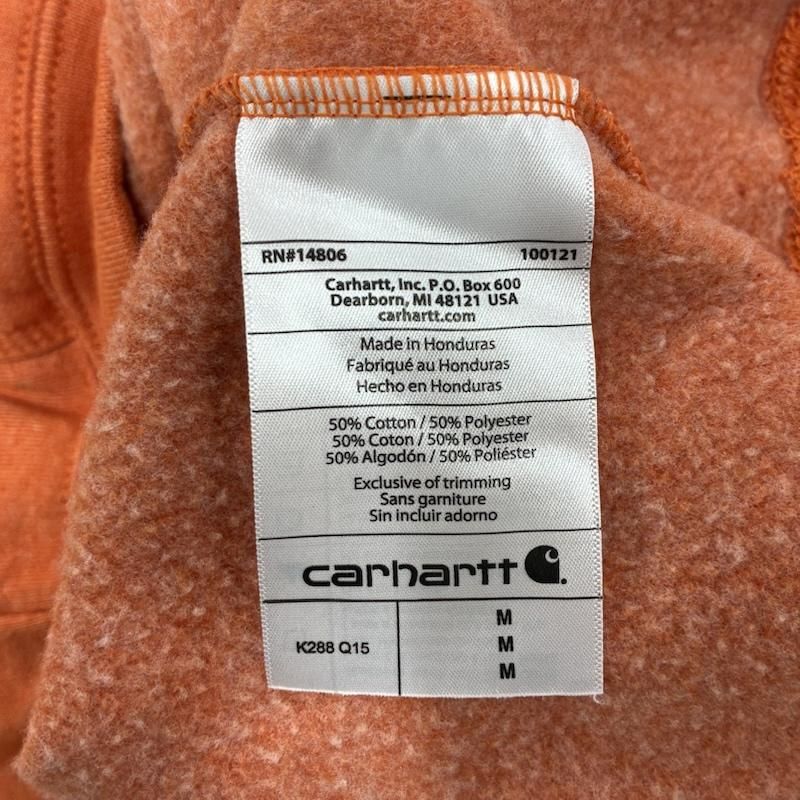 RN#14806 100121
Carhartt, Inc. P.O. Box 600
Dearborn, MI 48121 USA
carhartt.com
Made in Honduras
Fabriqué au Honduras
Hecho en Honduras
50% Cotton / 50% Polyester
50% Coton / 50% Polyester
50% Algodón / 50% Poliéster
Exclusive of trimming
Sans garniture
Sin incluir adorno
carhartt
K288 Q15
M
M
M